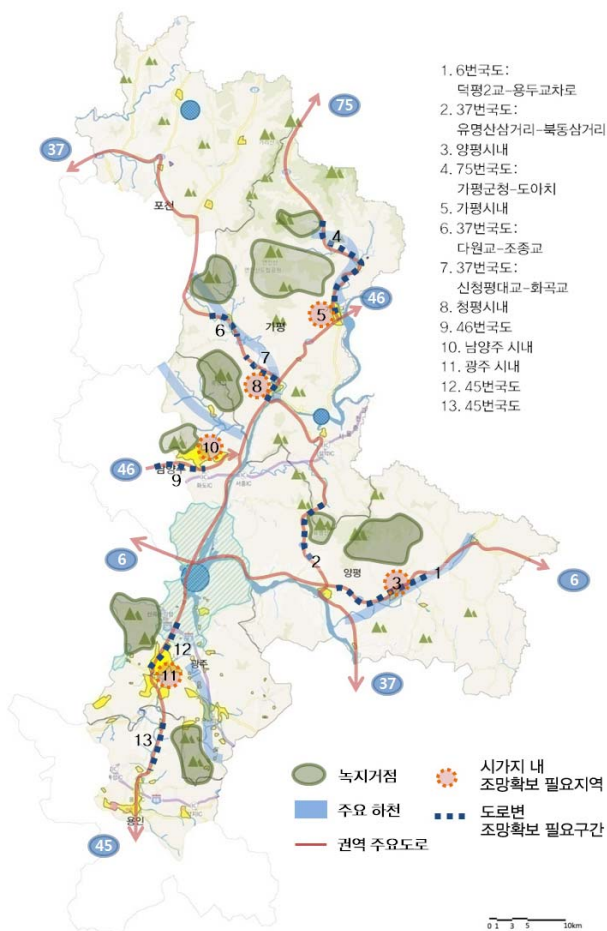 1. 6번국도:
덕평2교-용두교차로
2. 37번국도:
유명산삼거리-북동삼거리
3. 양평시내
4. 75번국도:
가평군청-도아치
5. 가평시내
6. 37번국도:
다원교-조종교
7. 37번국도:
신청평대교-화곡교
8. 청평시내
9. 46번국도
10. 남양주 시내
11. 광주 시내
12. 45번국도
13. 45번국도
75
37
포천
4
46
5
6
가평
7
8
10
남양주
46
9
6
2
양평
3
1
6
37
12
광주
11
13
용인
45
녹지거점
주요 하천
권역 주요도로
시가지 내
조망확보 필요지역
도로변
조망확보 필요구간
0 1 3 5 10km